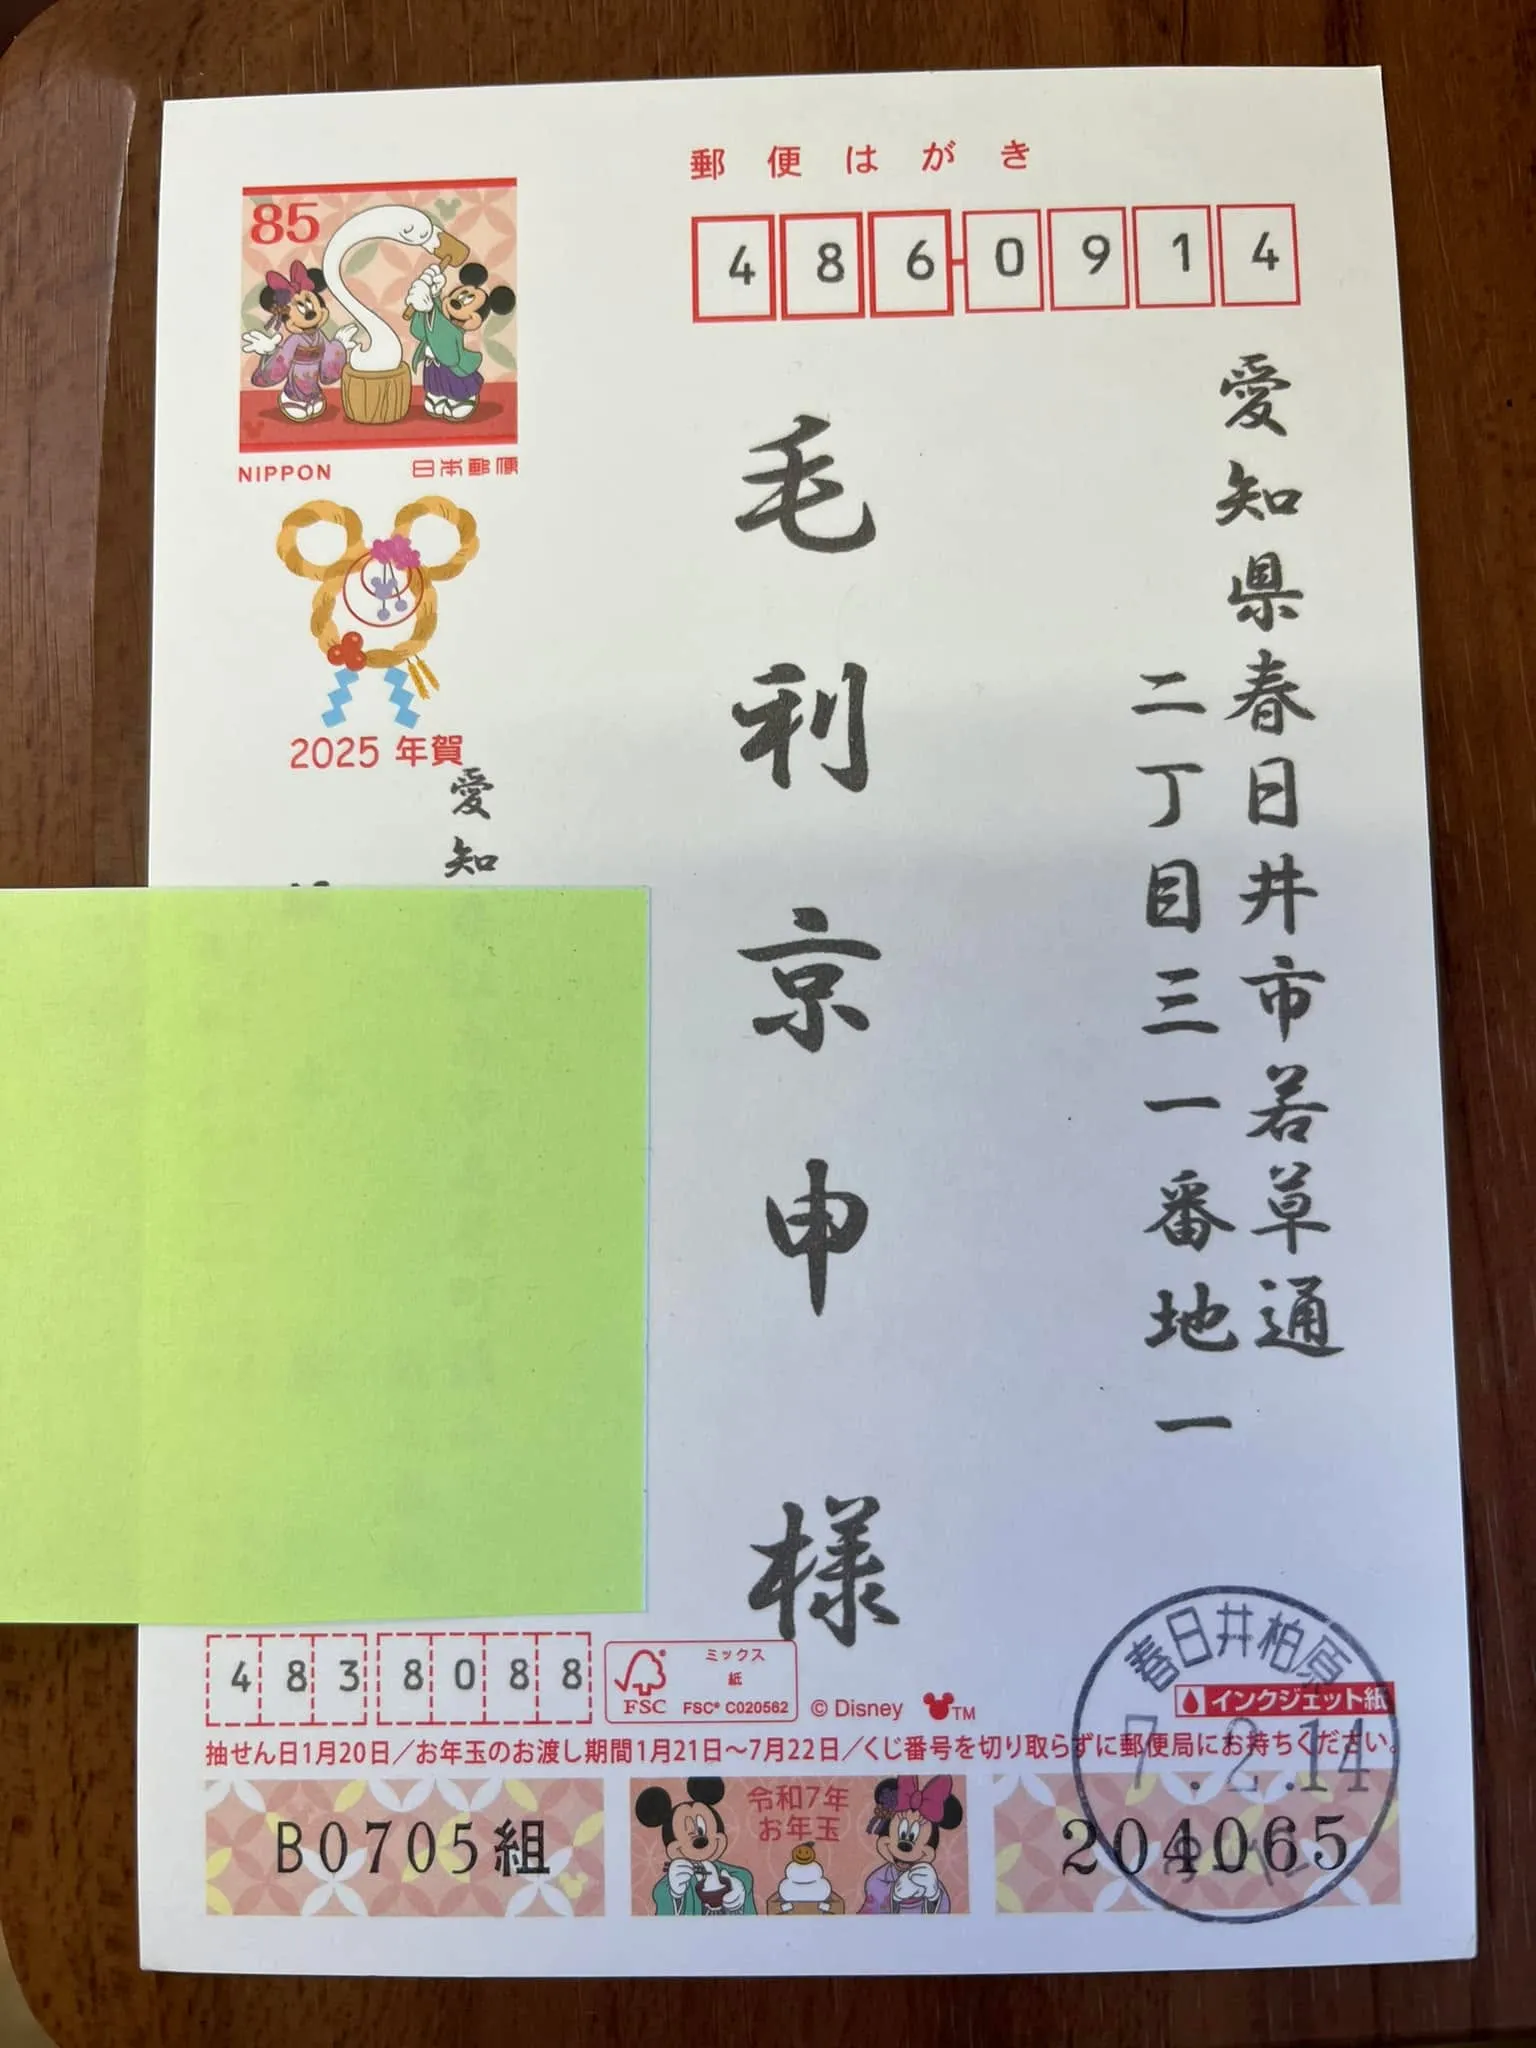 郵便はがき
85
NIPPON 日本郵便
486-0914
愛知県春日井市若草通
二丁目三一番地一
毛利京申 様
2025 年賀
愛知
483 8088
FSC
ミックス
紙
FSC® C020562
© Disney TM
インクジェット紙
抽せん日1月20日/お年玉のお渡し期間1月21日~7月22日/くじ番号を切り取らずに郵便局にお持ちください。
B0705組
令和7年
お年玉
204065
春日井柏原
7.2.14